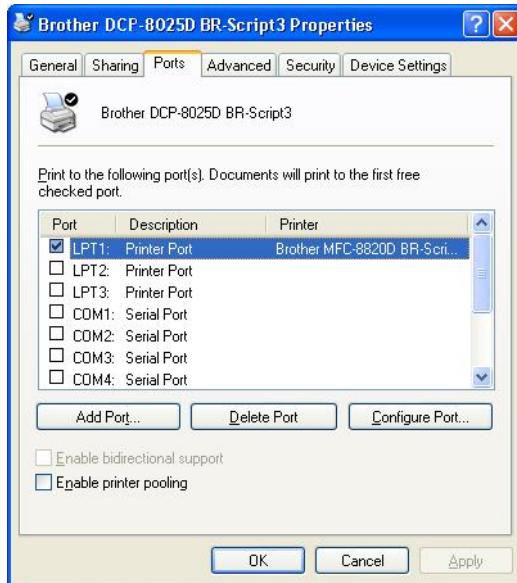 Brother DCP-8025D BR-Script3 Properties
General Sharing Ports Advanced Security Device Settings
Brother DCP-8025D BR-Script3
Print to the following port(s). Documents will print to the first free
checked port.
Port Description Printer
LPT1: Printer Port Brother MFC-8820D BR-Scri...
LPT2: Printer Port
LPT3: Printer Port
COM1: Serial Port
COM2: Serial Port
COM3: Serial Port
COM4: Serial Port
Add Port... Delete Port Configure Port...
Enable bidirectional support
Enable printer pooling
OK Cancel Apply